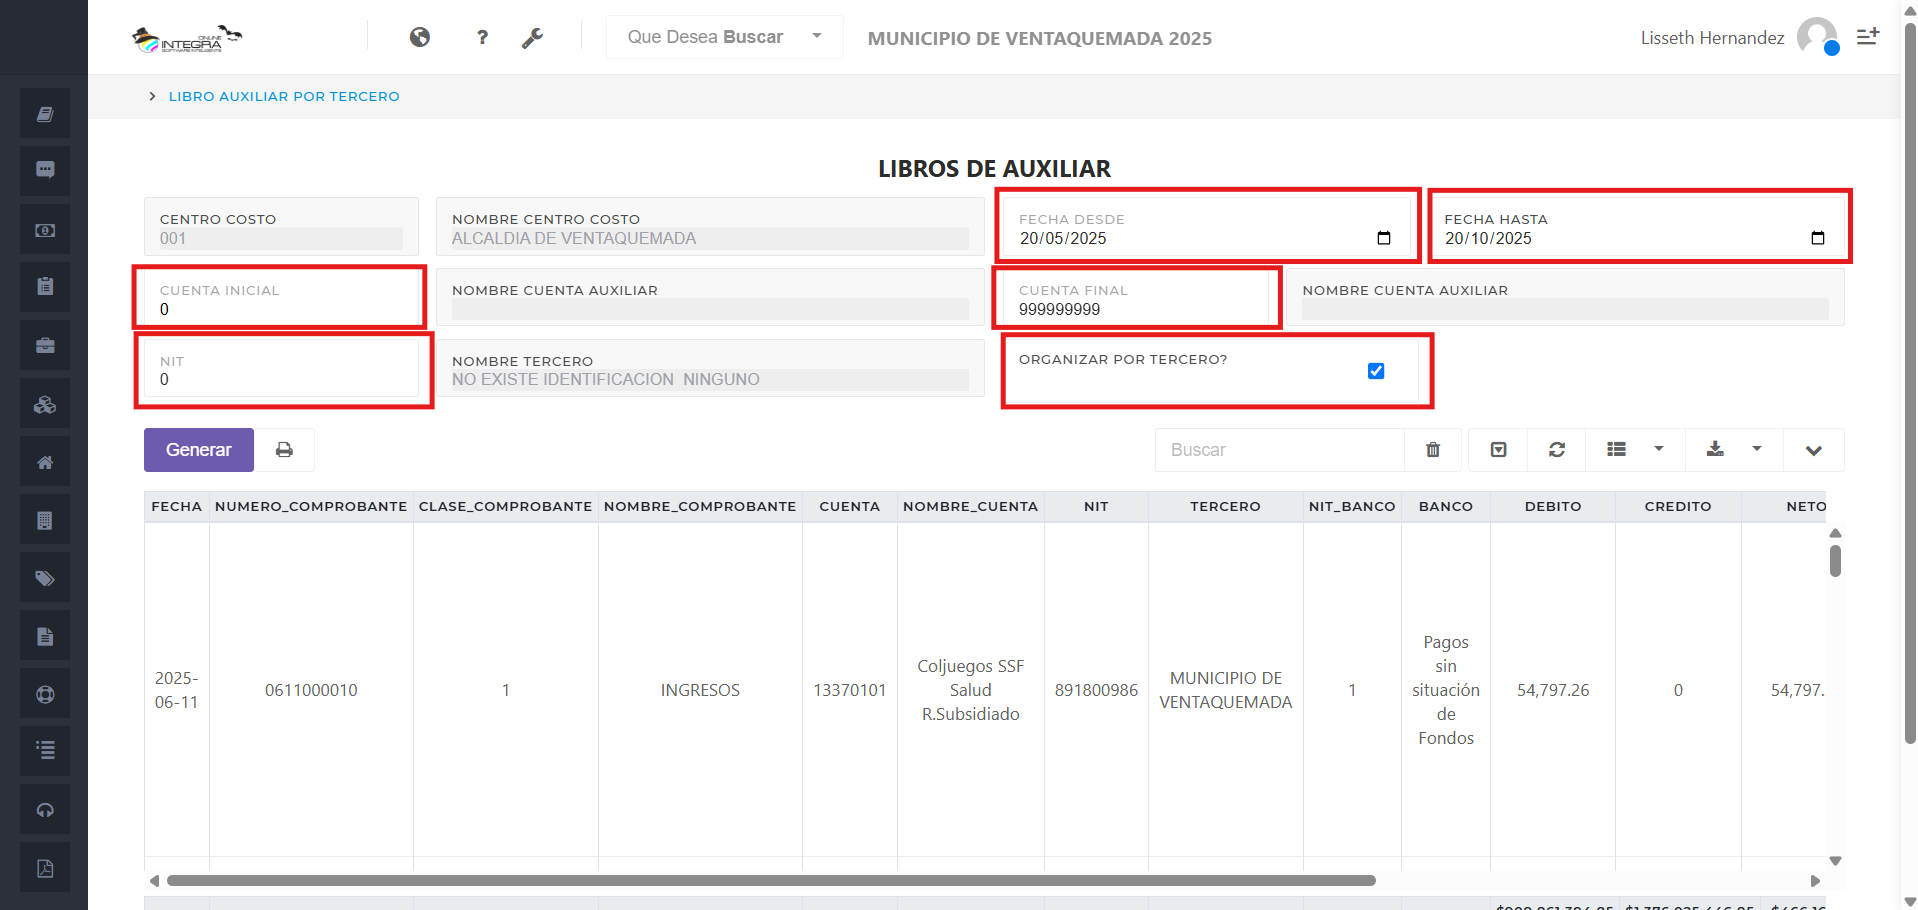 ONLINE
INTEGRA
SOFTWARE INTELIGENTE
?
Que Desea Buscar
MUNICIPIO DE VENTAQUEMADA 2025
Lisseth Hernandez
LIBRO AUXILIAR POR TERCERO
LIBROS DE AUXILIAR
CENTRO COSTO
001
NOMBRE CENTRO COSTO
ALCALDIA DE VENTAQUEMADA
FECHA DESDE
20/05/2025
FECHA HASTA
20/10/2025
CUENTA INICIAL
0
NOMBRE CUENTA AUXILIAR
CUENTA FINAL
999999999
NOMBRE CUENTA AUXILIAR
NIT
0
NOMBRE TERCERO
NO EXISTE IDENTIFICACION NINGUNO
ORGANIZAR POR TERCERO?
Generar
Buscar
FECHA NUMERO_COMPROBANTE CLASE_COMPROBANTE NOMBRE_COMPROBANTE CUENTA NOMBRE_CUENTA NIT TERCERO NIT_BANCO BANCO DEBITO CREDITO NETO
2025-
06-11
0611000010
1
INGRESOS
13370101
Coljuegos SSF
Salud
R.Subsidiado
891800986
MUNICIPIO DE
VENTAQUEMADA
1
Pagos
sin
situación
de
Fondos
54,797.26
0
54,797.